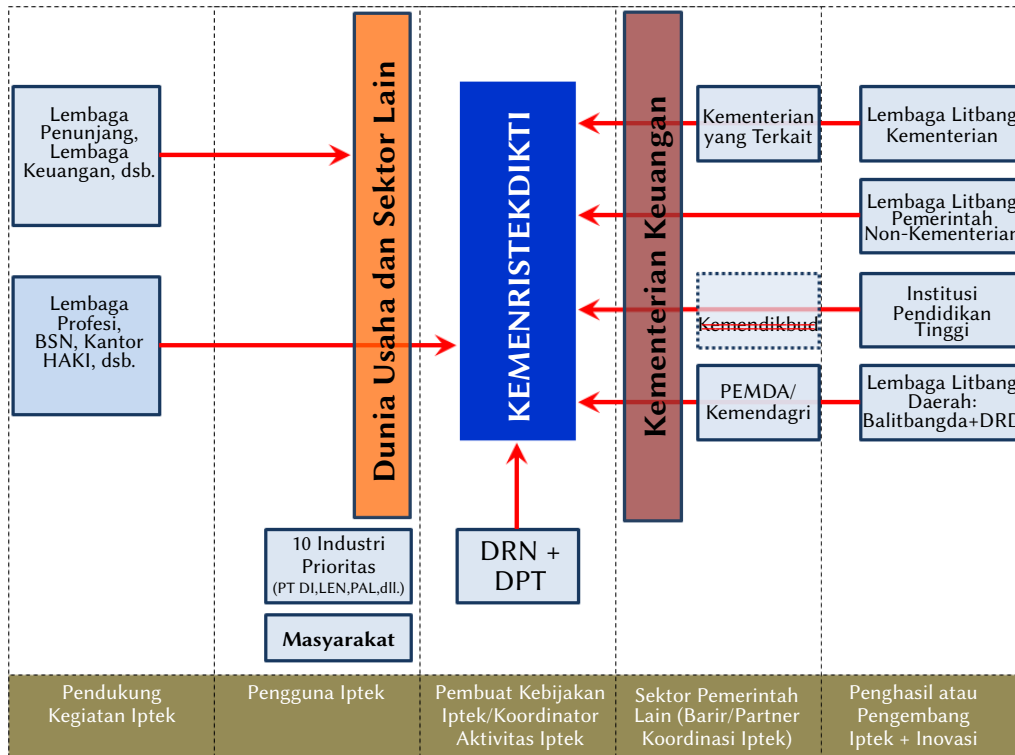 Lembaga
Penunjang,
Lembaga
Keuangan, dsb.
Lembaga
Profesi,
BSN, Kantor
HAKI, dsb.
Dunia Usaha dan Sektor Lain
10 Industri
Prioritas
(PT DI,LEN,PAL,dll.)
Masyarakat
KEMENRISTEKDIKTI
DRN +
DPT
Kementerian Keuangan
Kementerian
yang Terkait
Kemendikbud
PEMDA/
Kemendagri
Lembaga Litbang
Kementerian
Lembaga Litbang
Pemerintah
Non-Kementerian
Institusi
Pendidikan
Tinggi
Lembaga Litbang
Daerah:
Balitbangda+DRD
Pendukung
Kegiatan Iptek
Pengguna Iptek
Pembuat Kebijakan
Iptek/Koordinator
Aktivitas Iptek
Sektor Pemerintah
Lain (Barir/Partner
Koordinasi Iptek)
Penghasil atau
Pengembang
Iptek + Inovasi